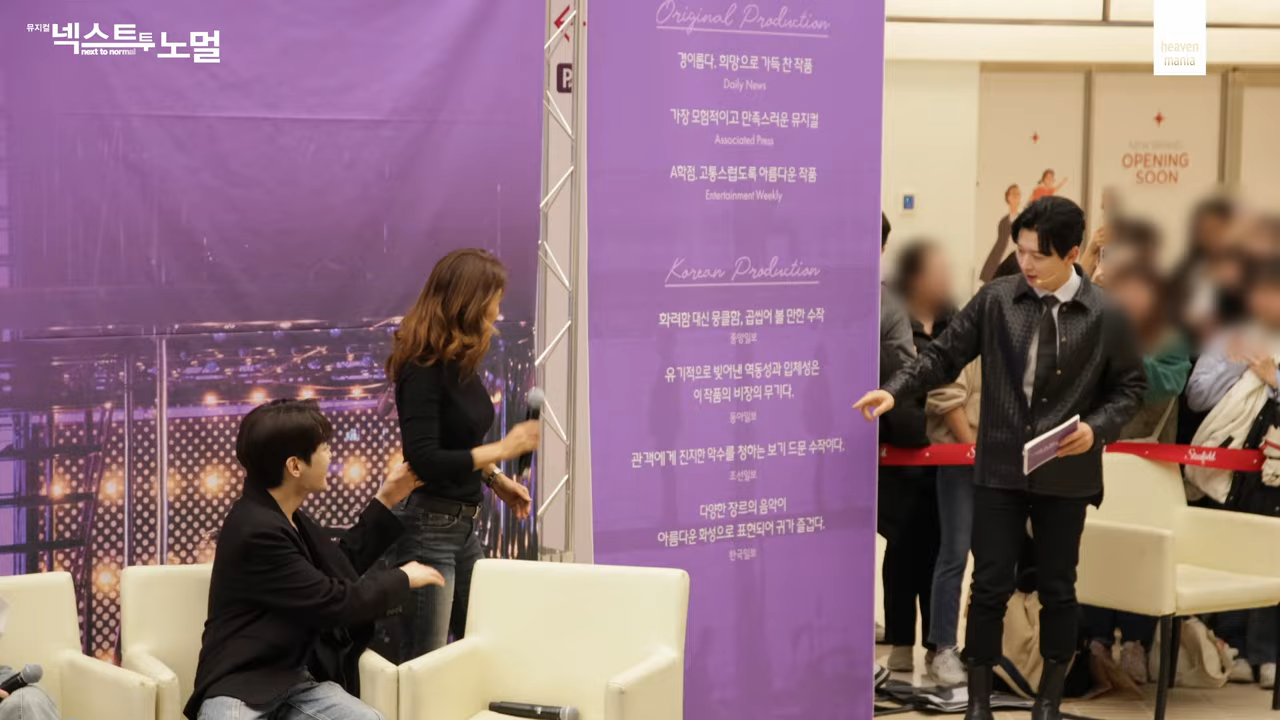 뮤지컬
넥스트 투 노멀
next to normal
heaven
mania
Original Production
경이롭다. 희망으로 가득 찬 작품
Daily News
가장 모험적이고 만족스러운 뮤지컬
Associated Press
A학점. 고통스럽도록 아름다운 작품
Entertainment Weekly
Korean Production
화려함 대신 뭉클함, 곱씹어 볼 만한 수작
중앙일보
유기적으로 빚어낸 역동성과 입체성은
이 작품의 비장의 무기다.
동아일보
관객에게 진지한 악수를 청하는 보기 드문 수작이다.
조선일보
다양한 장르의 음악이
아름다운 화성으로 표현되어 귀가 즐겁다.
한국일보
P
OPENING
SOON
Starfield